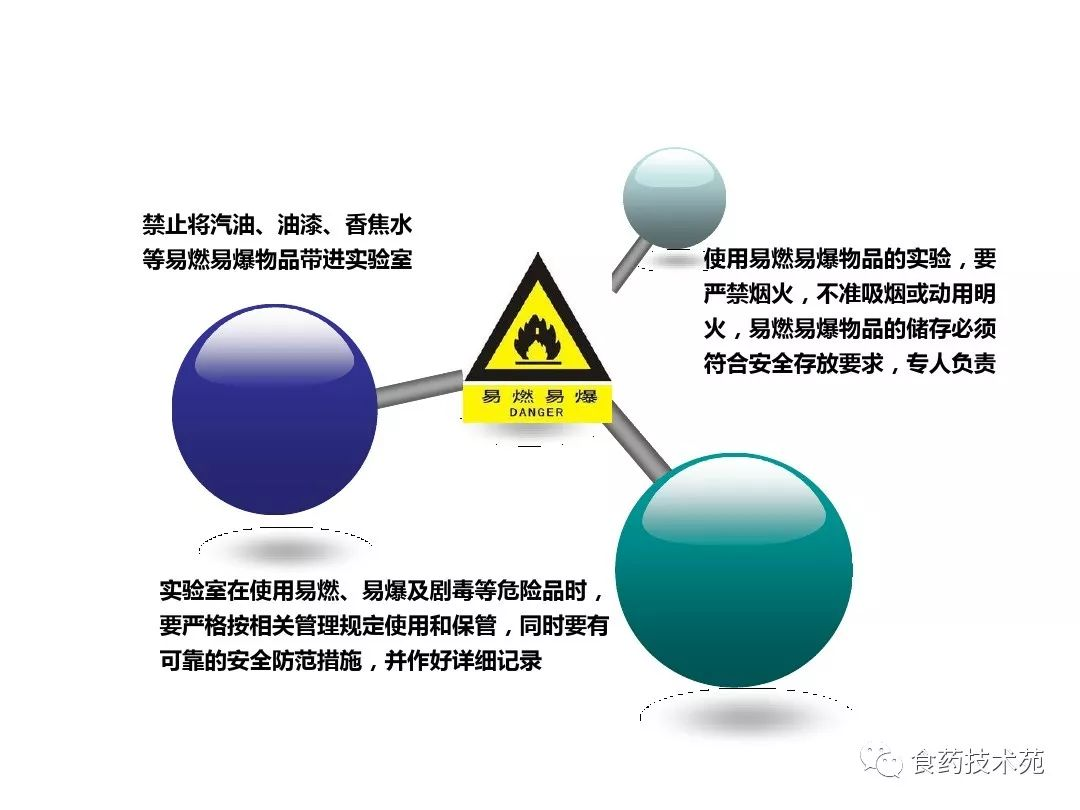 禁止将汽油、油漆、香焦水
等易燃易爆物品带进实验室
使用易燃易爆物品的实验，要
严禁烟火，不准吸烟或动用明
火，易燃易爆物品的储存必须
符合安全存放要求，专人负责
易燃易爆
DANGER
实验室在使用易燃、易爆及剧毒等危险品时，
要严格按相关管理规定使用和保管，同时要有
可靠的安全防范措施，并作好详细记录
食药技术苑